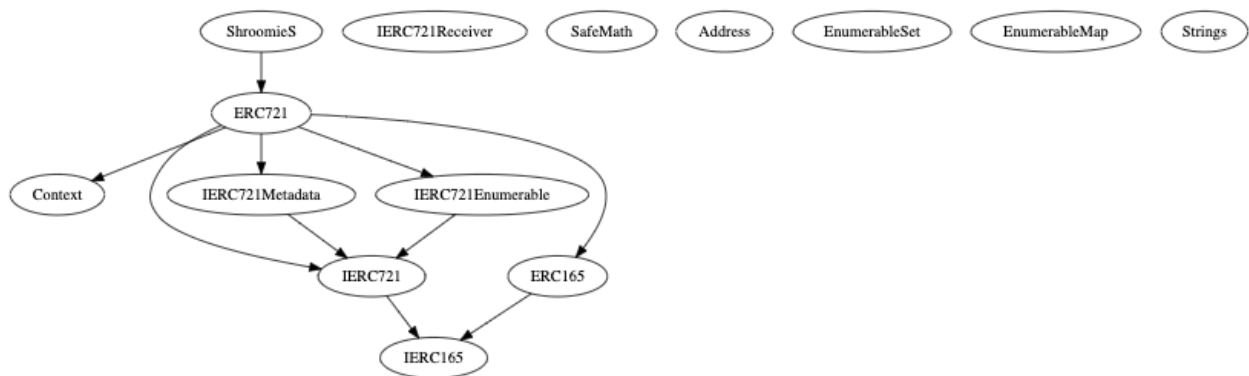 ShroomieS
IERC721Receiver
SafeMath
Address
EnumerableSet
EnumerableMap
Strings
ERC721
Context
IERC721Metadata
IERC721Enumerable
IERC721
ERC165
IERC165